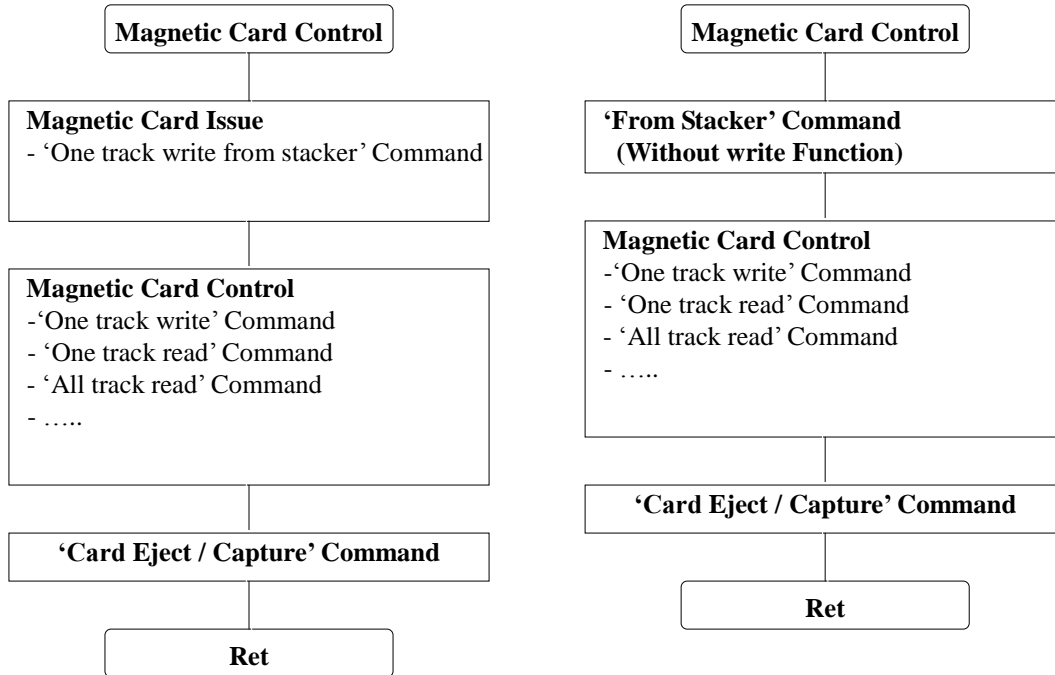 Magnetic Card Control
Magnetic Card Issue
- ‘One track write from stacker’ Command
Magnetic Card Control
-‘One track write’ Command
- ‘One track read’ Command
- ‘All track read’ Command
- …..
‘Card Eject / Capture’ Command
Ret
Magnetic Card Control
‘From Stacker’ Command
(Without write Function)
Magnetic Card Control
-‘One track write’ Command
- ‘One track read’ Command
- ‘All track read’ Command
- …..
‘Card Eject / Capture’ Command
Ret